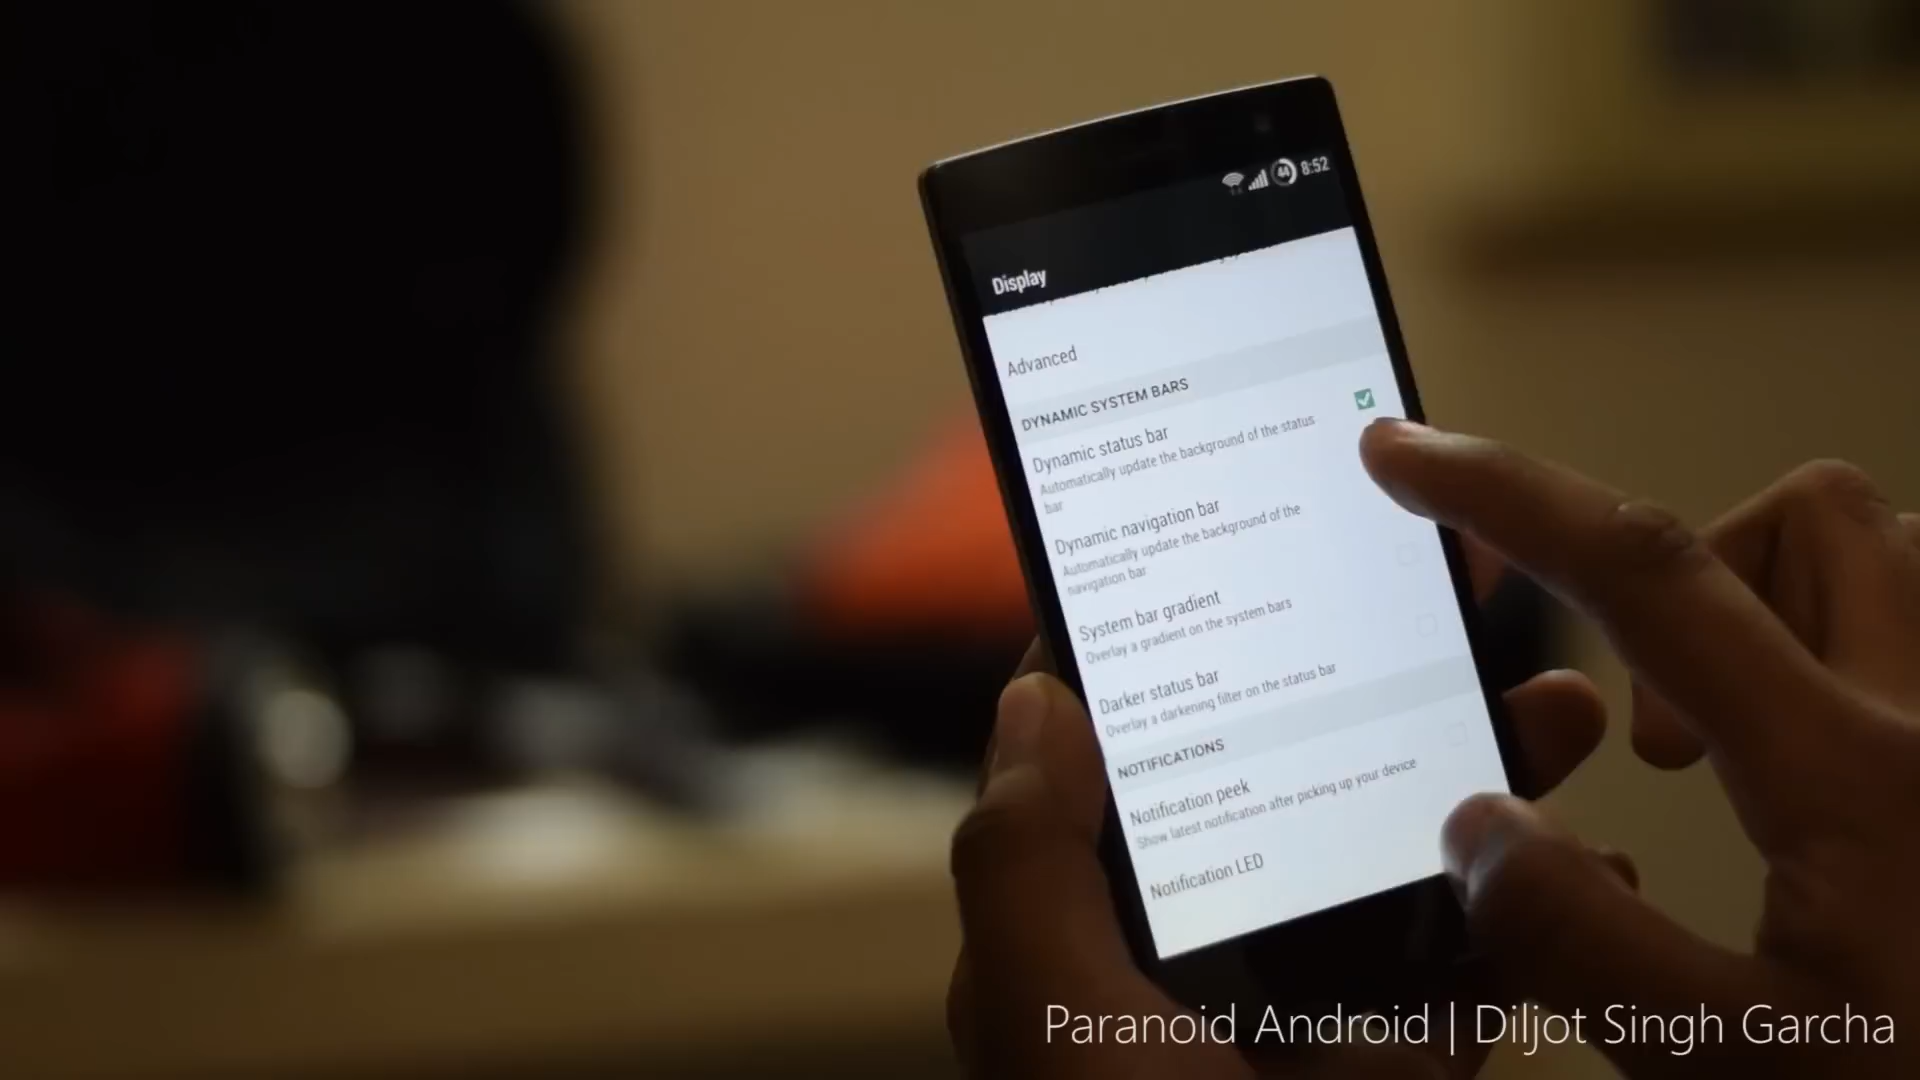 44 8:52
Display
Advanced
DYNAMIC SYSTEM BARS
Dynamic status bar
Automatically update the background of the status
bar
Dynamic navigation bar
Automatically update the background of the
navigation bar
System bar gradient
Overlay a gradient on the system bars
Darker status bar
Overlay a darkening filter on the status bar
NOTIFICATIONS
Notification peek
Show latest notification after picking up your device
Notification LED
Paranoid Android | Diljot Singh Garcha